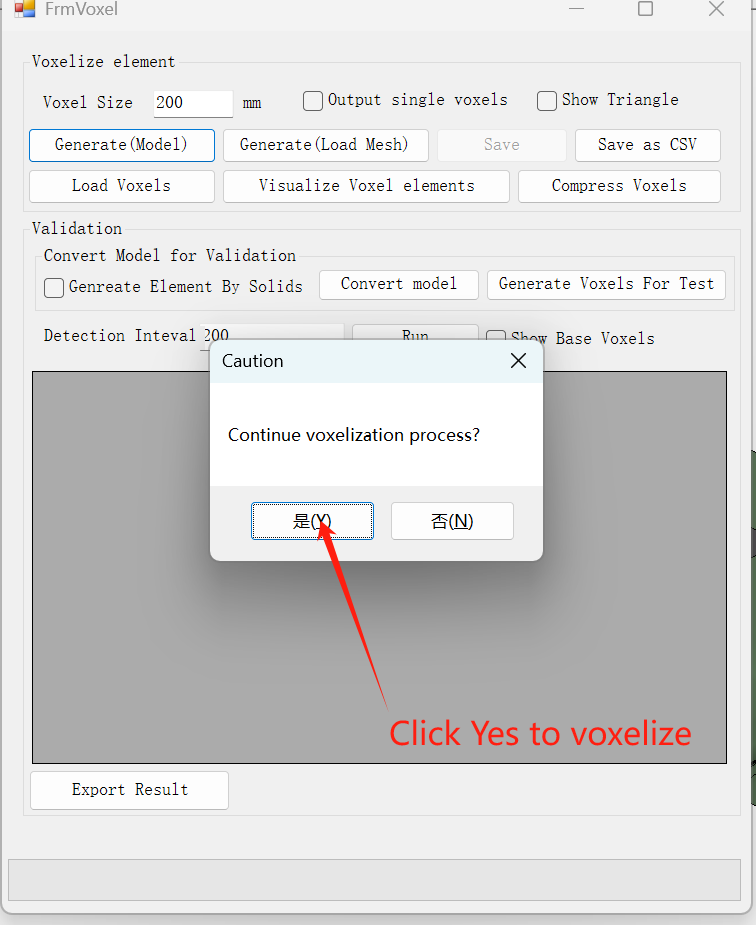 FrmVoxel
Voxelize element
Voxel Size 200 mm Output single voxels Show Triangle
Generate(Model) Generate(Load Mesh) Save Save as CSV
Load Voxels Visualize Voxel elements Compress Voxels
Validation
Convert Model for Validation
Genreate Element By Solids Convert model Generate Voxels For Test
Detection Inteval 200 Run Show Base Voxels
Caution
Continue voxelization process?
是(Y) 否(N)
Click Yes to voxelize
Export Result